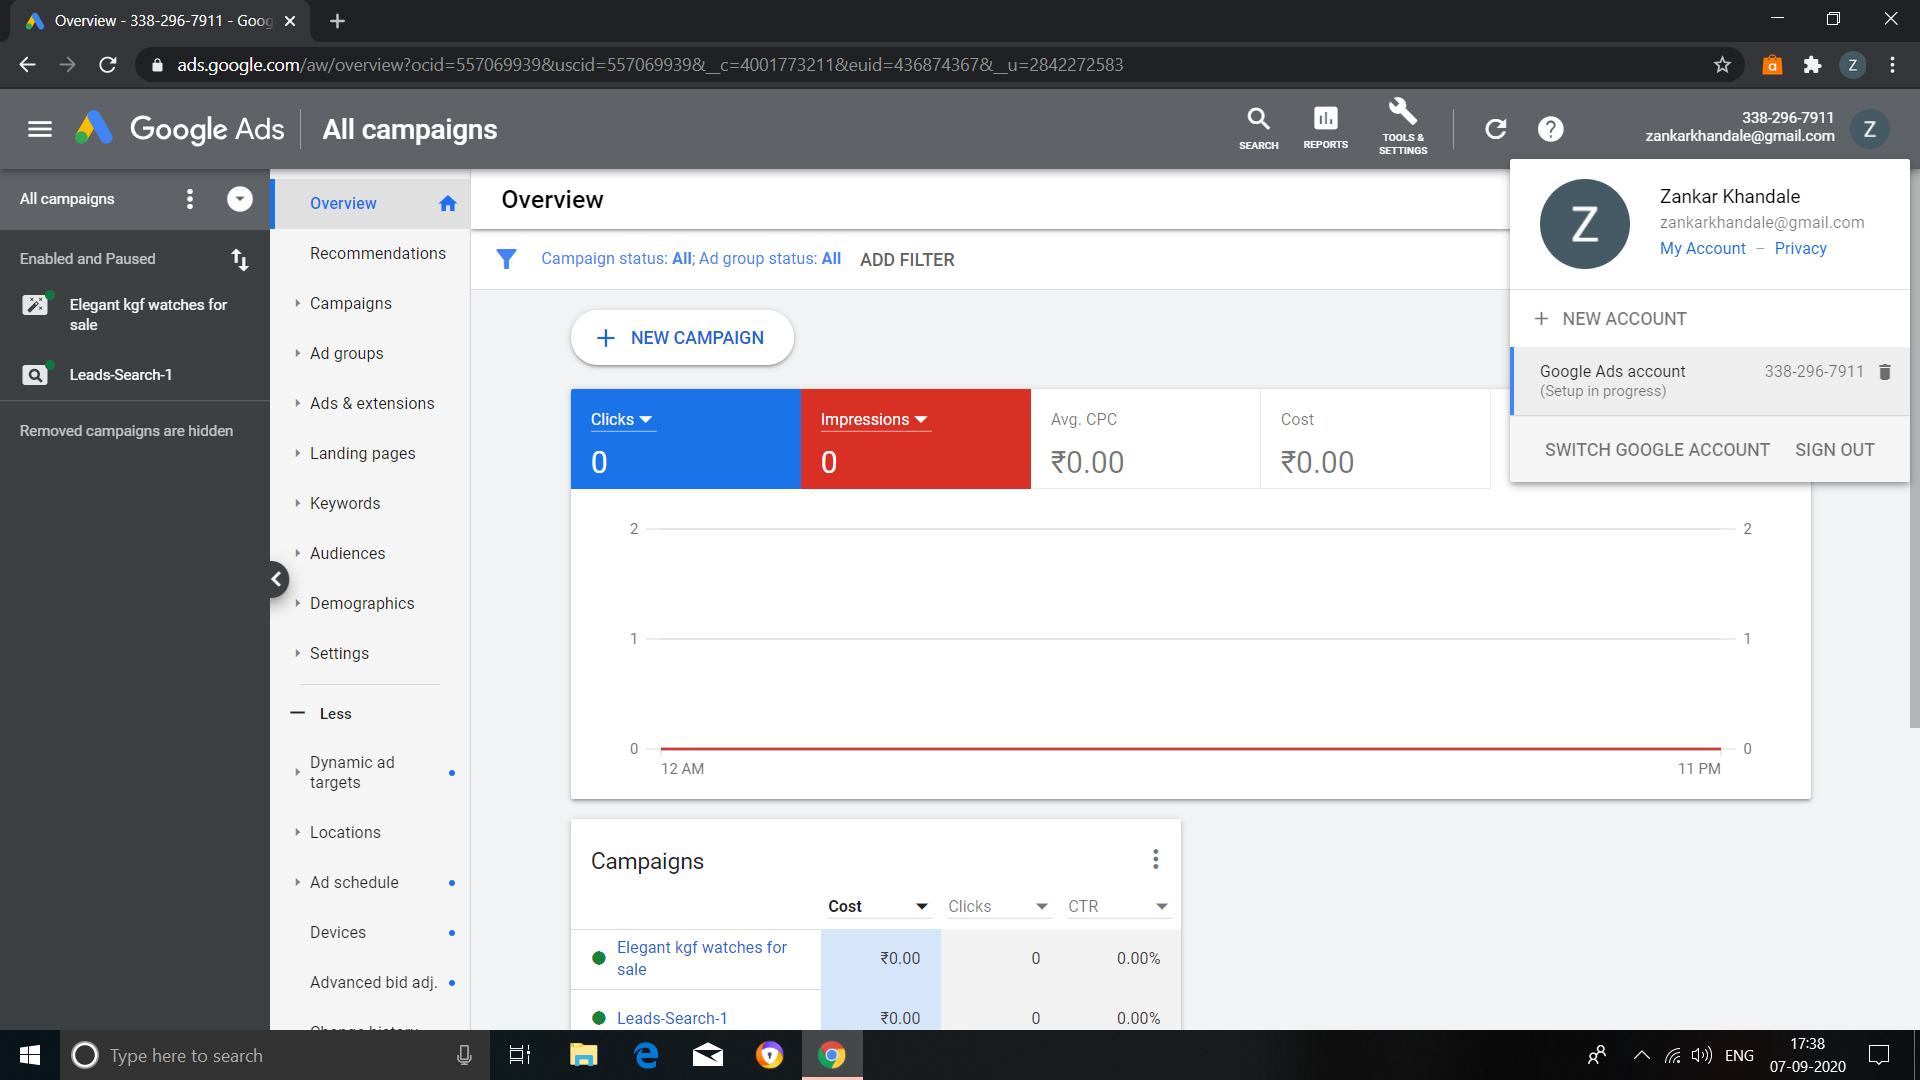 Overview - 338-296-7911 - Goog
ads.google.com/aw/overview?ocid=557069939&uscid=557069939&__c=4001773211&euid=436874367&__u=2842272583
Z
Google Ads
All campaigns
SEARCH
REPORTS
TOOLS &
SETTINGS
338-296-7911
zankarkhandale@gmail.com
Z
All campaigns
Enabled and Paused
Elegant kgf watches for
sale
Leads-Search-1
Removed campaigns are hidden
Overview
Recommendations
Campaigns
Ad groups
Ads & extensions
Landing pages
Keywords
Audiences
Demographics
Settings
Less
Dynamic ad
targets
Locations
Ad schedule
Devices
Advanced bid adj.
Overview
Campaign status: All; Ad group status: All
ADD FILTER
NEW CAMPAIGN
Clicks
0
Impressions
0
Avg. CPC
₹0.00
Cost
₹0.00
2
2
1
1
0
0
12 AM
11 PM
Z
Zankar Khandale
zankarkhandale@gmail.com
My Account – Privacy
NEW ACCOUNT
Google Ads account
338-296-7911
(Setup in progress)
SWITCH GOOGLE ACCOUNT
SIGN OUT
Campaigns
Cost
Clicks
CTR
Elegant kgf watches for
sale
₹0.00
0
0.00%
Leads-Search-1
₹0.00
0
0.00%
Type here to search
ENG
17:38
07-09-2020